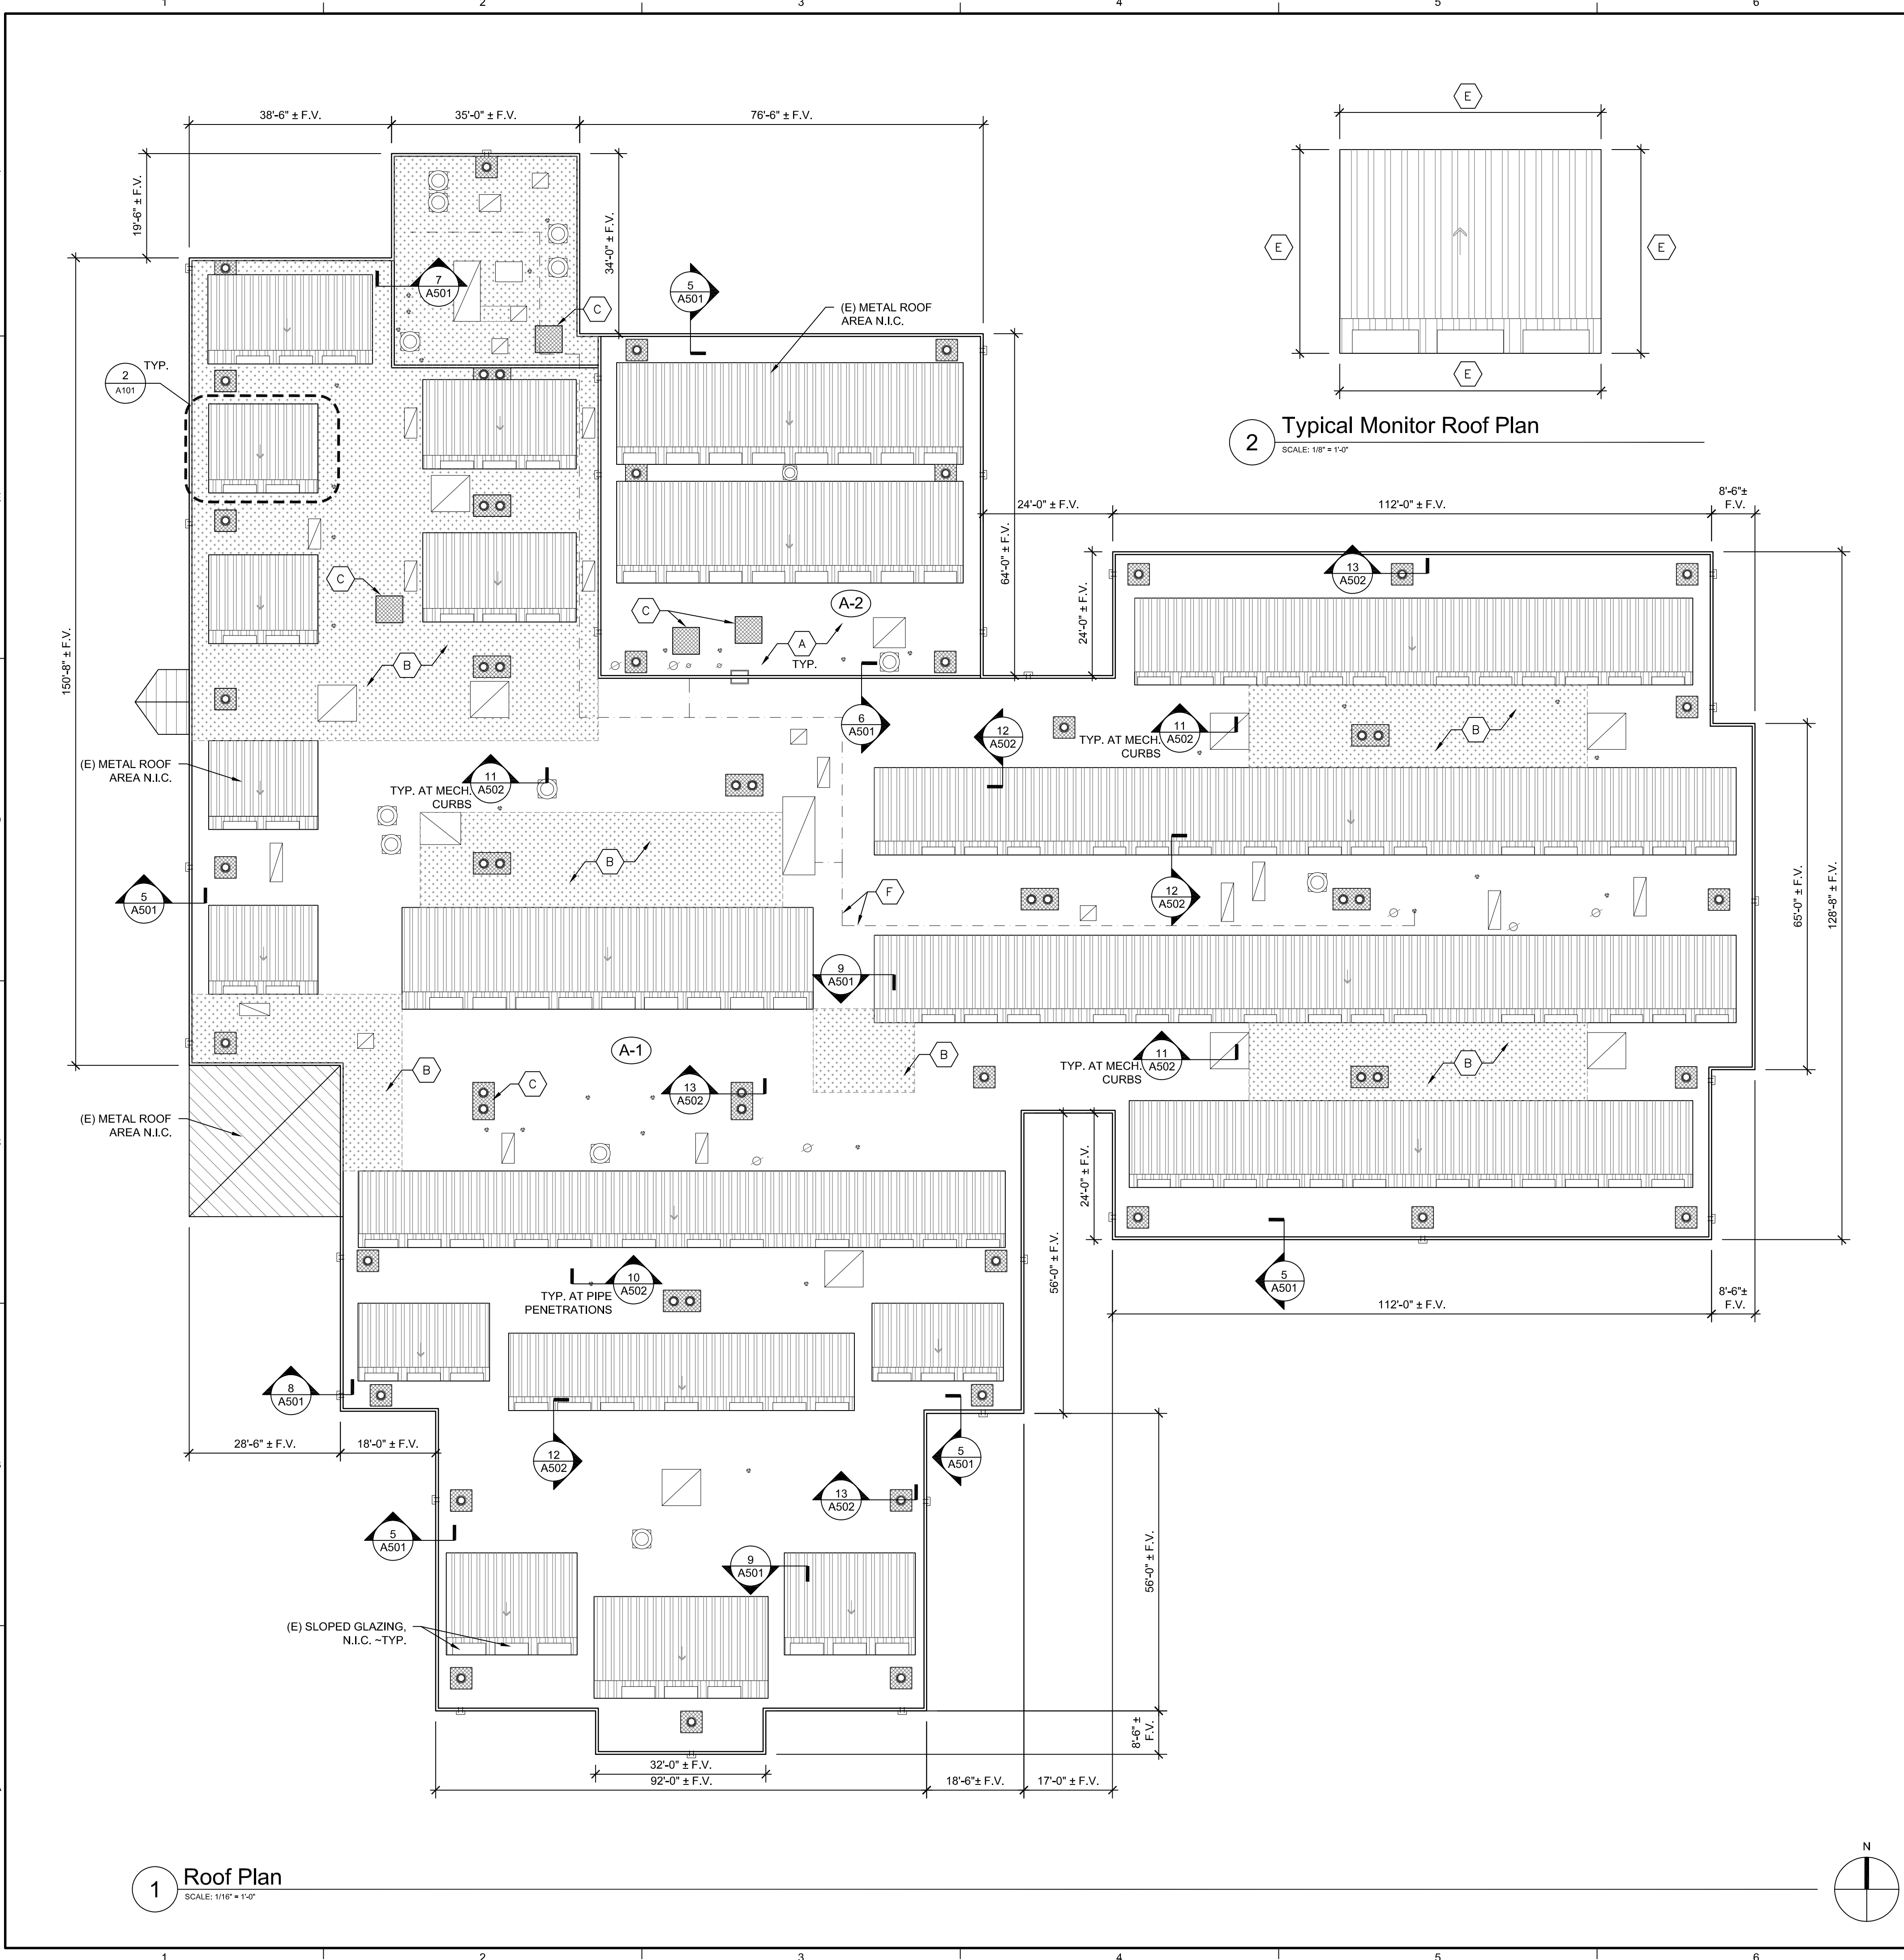 1 2 3 4 5 6
38'-6" ± F.V.
35'-0" ± F.V.
76'-6" ± F.V.
E
19'-6" ± F.V.
34'-0" ± F.V.
E
E
7
A501
5
A501
C
(E) METAL ROOF
AREA N.I.C.
2
A101
TYP.
E
2
Typical Monitor Roof Plan
SCALE: 1/8" = 1'-0"
24'-0" ± F.V.
112'-0" ± F.V.
8'-6"±
F.V.
64'-0" ± F.V.
24'-0" ± F.V.
13
A502
C
C
A-2
A
TYP.
150'-8" ± F.V.
B
6
A501
12
A502
11
A502
TYP. AT MECH.
CURBS
B
(E) METAL ROOF
AREA N.I.C.
11
A502
TYP. AT MECH.
CURBS
B
5
A501
F
12
A502
65'-0" ± F.V.
128'-8" ± F.V.
9
A501
A-1
B
B
C
13
A502
11
A502
TYP. AT MECH.
CURBS
B
(E) METAL ROOF
AREA N.I.C.
24'-0" ± F.V.
56'-0" ± F.V.
10
A502
TYP. AT PIPE
PENETRATIONS
5
A501
112'-0" ± F.V.
8'-6"±
F.V.
8
A501
28'-6" ± F.V.
18'-0" ± F.V.
12
A502
5
A501
13
A502
5
A501
9
A501
56'-0" ± F.V.
(E) SLOPED GLAZING,
N.I.C. ~TYP.
8'-6" ±
F.V.
32'-0" ± F.V.
92'-0" ± F.V.
18'-6"± F.V.
17'-0" ± F.V.
1
Roof Plan
SCALE: 1/16" = 1'-0"
N
1 2 3 4 5 6